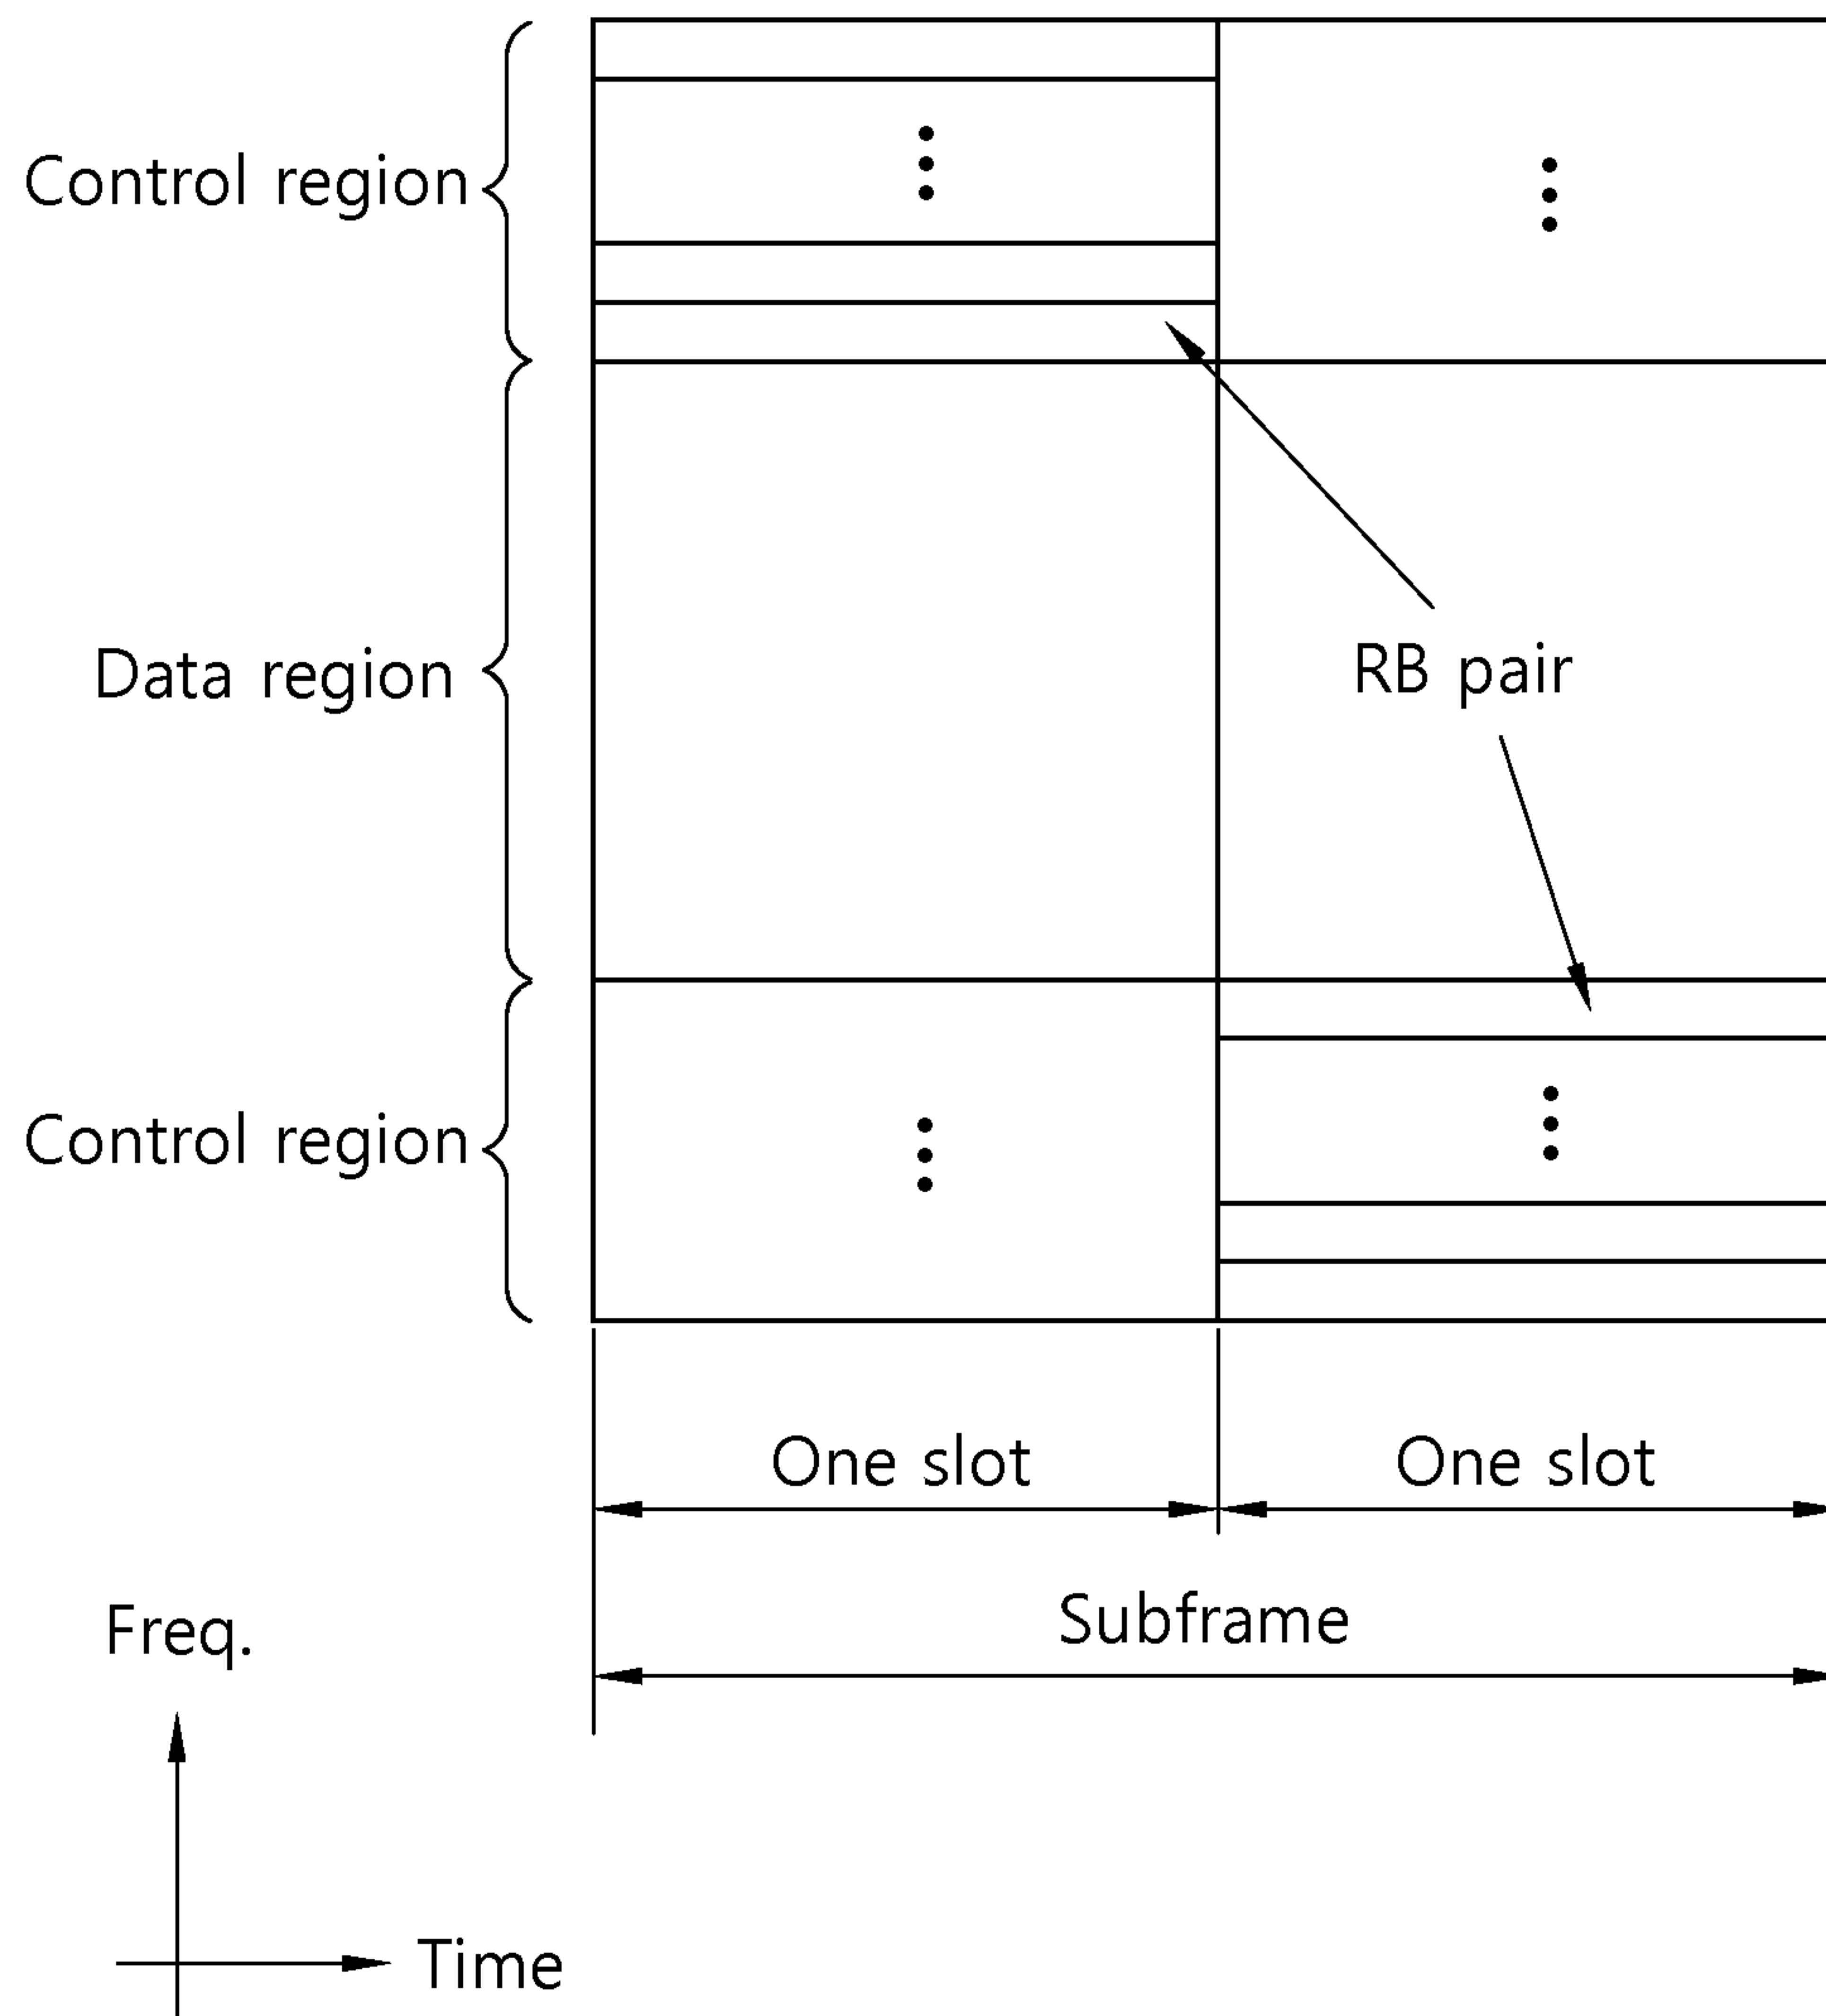 Control region
Data region
RB pair
Control region
One slot
One slot
Subframe
Freq.
Time